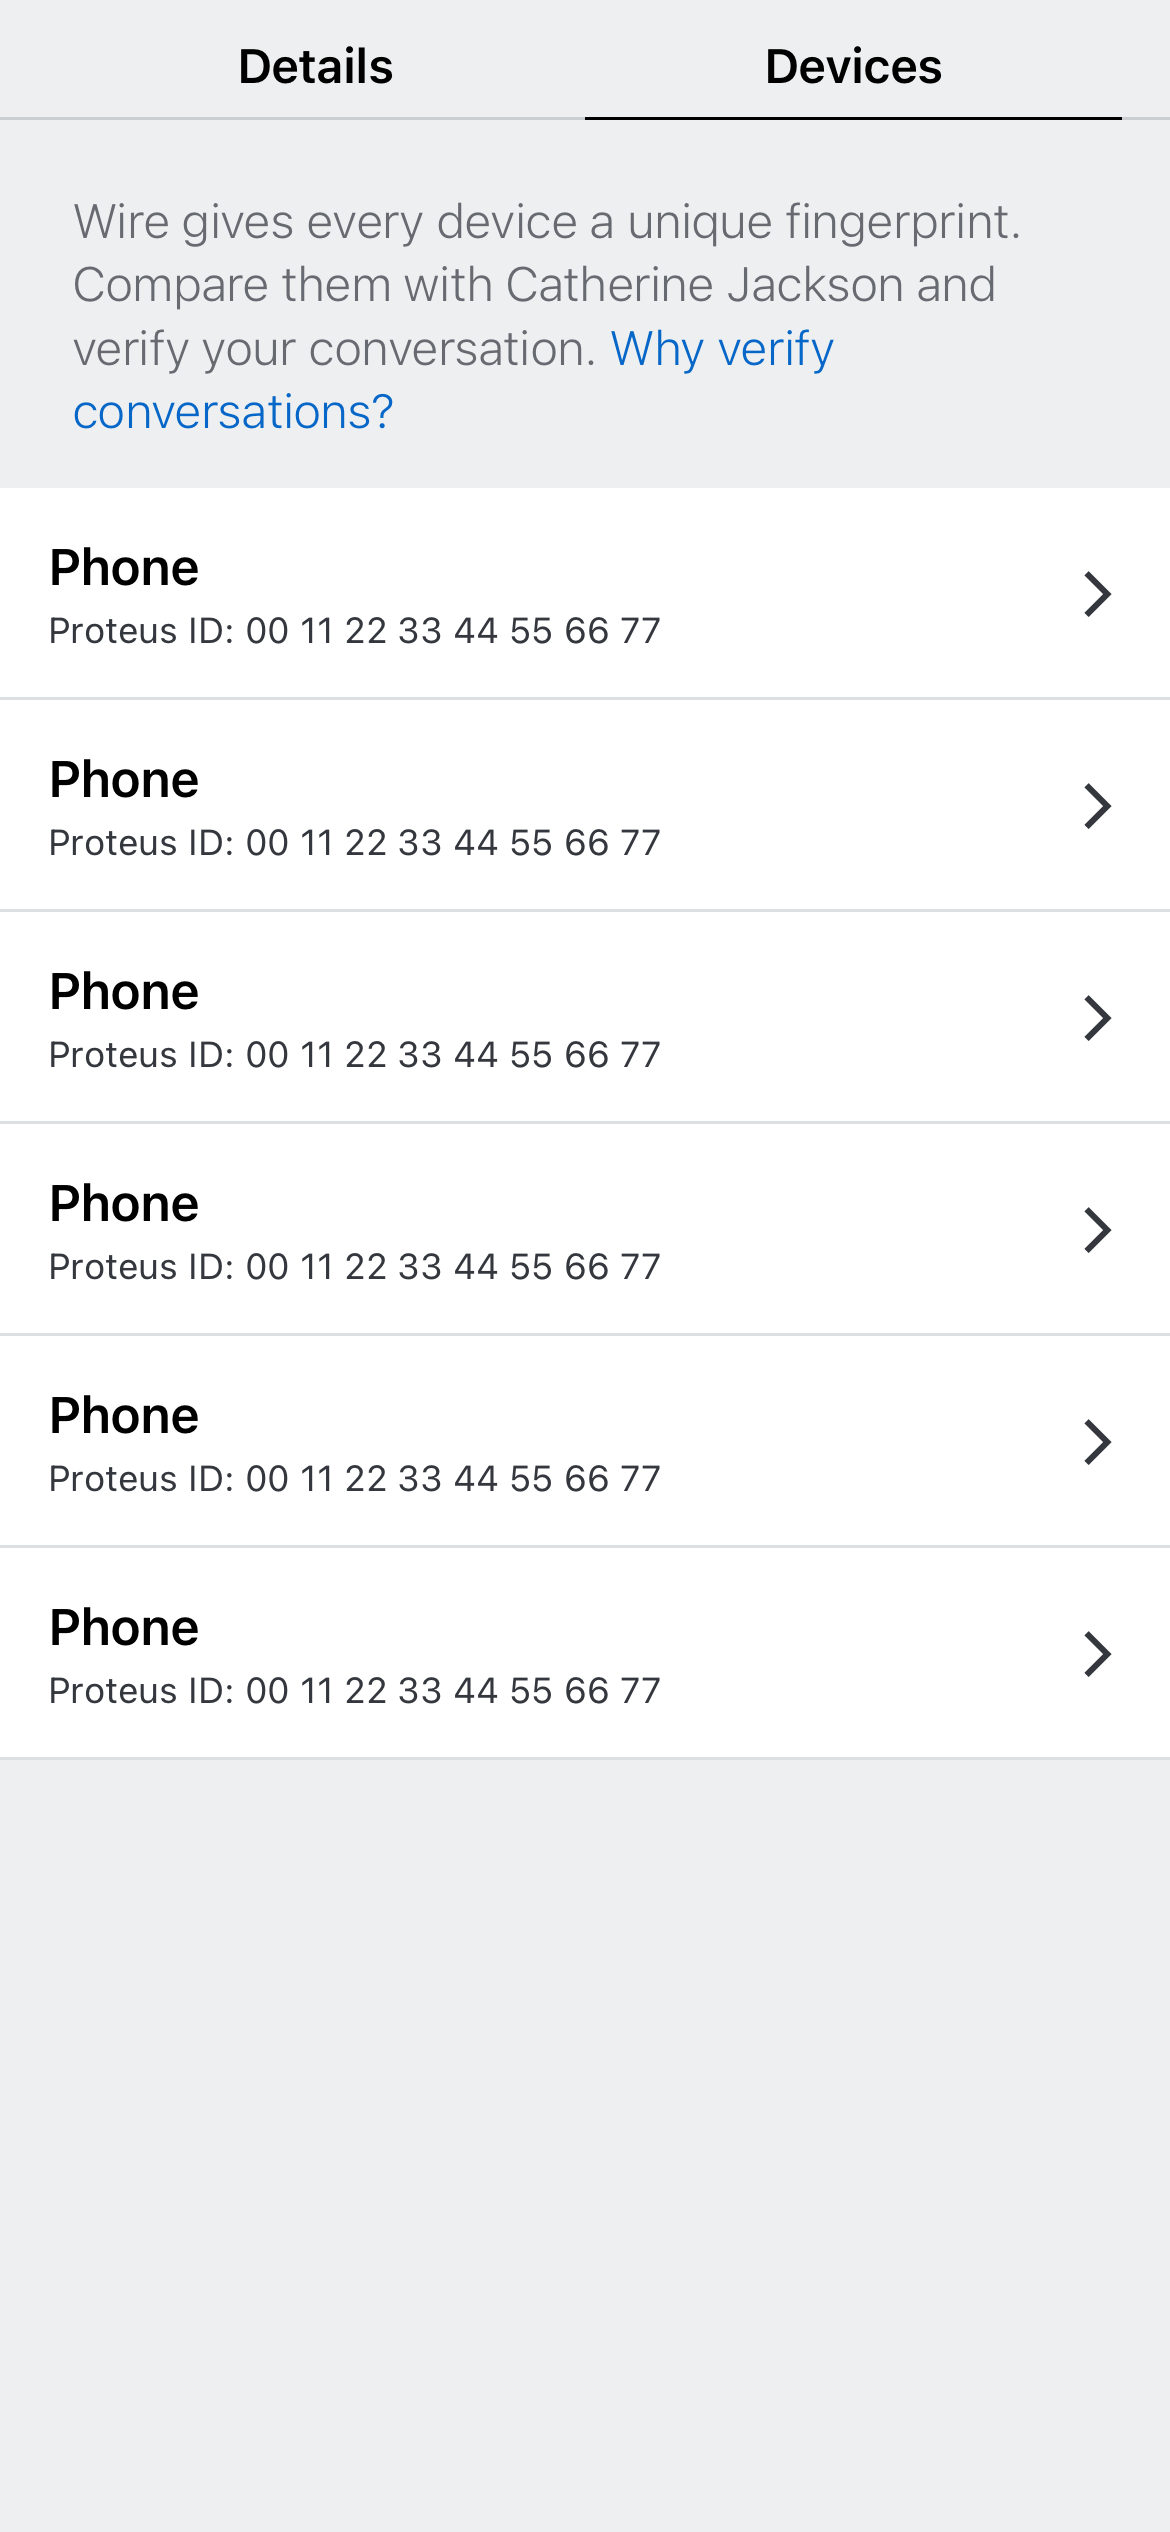 Details Devices
Wire gives every device a unique fingerprint.
Compare them with Catherine Jackson and
verify your conversation. Why verify
conversations?
Phone
Proteus ID: 00 11 22 33 44 55 66 77
Phone
Proteus ID: 00 11 22 33 44 55 66 77
Phone
Proteus ID: 00 11 22 33 44 55 66 77
Phone
Proteus ID: 00 11 22 33 44 55 66 77
Phone
Proteus ID: 00 11 22 33 44 55 66 77
Phone
Proteus ID: 00 11 22 33 44 55 66 77